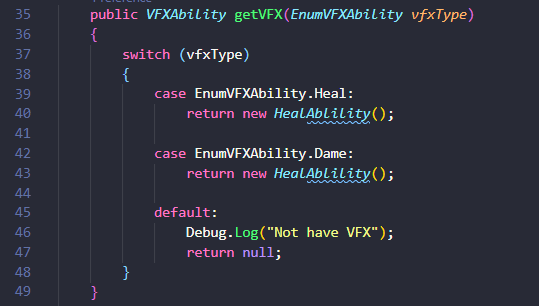 35 public VFXAbility getVFX(EnumVFXAbility vfxType)
36 {
37 switch (vfxType)
38 {
39 case EnumVFXAbility.Heal:
40 return new HealAblility();
41
42 case EnumVFXAbility.Dame:
43 return new HealAblility();
44
45 default:
46 Debug.Log("Not have VFX");
47 return null;
48 }
49 }